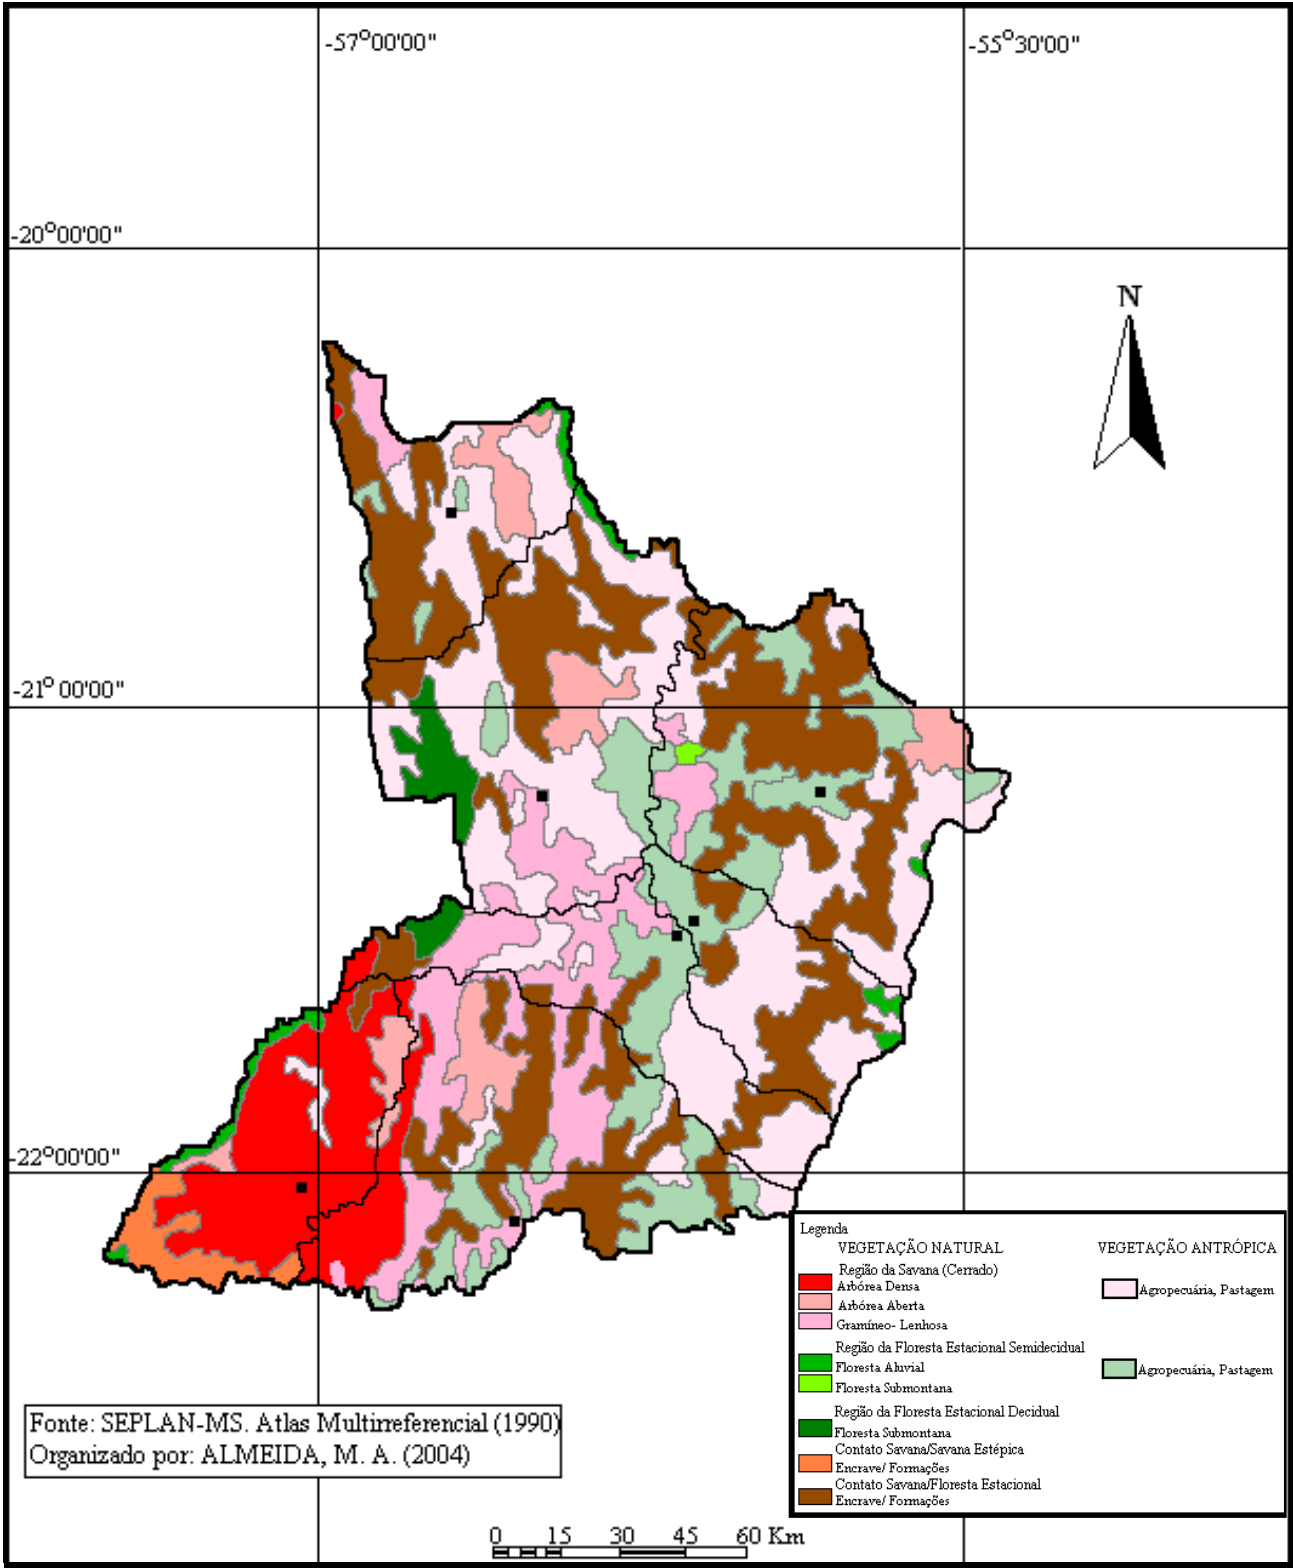 -57°00'00"
-55°30'00"
-20°00'00"
N
-21°00'00"
-22°00'00"
Legenda
VEGETAÇÃO NATURAL
VEGETAÇÃO ANTRÓPICA
Região da Savana (Cerrado)
Arbórea Densa
Arbórea Aberta
Gramíneo- Lenhosa
Agropecuária, Pastagem
Região da Floresta Estacional Semidecidual
Floresta Aluvial
Floresta Submontana
Agropecuária, Pastagem
Região da Floresta Estacional Decidual
Floresta Submontana
Contato Savana/Savana Estépica
Encrave/ Formações
Contato Savana/Floresta Estacional
Encrave/ Formações
Fonte: SEPLAN-MS. Atlas Multirreferencial (1990)
Organizado por: ALMEIDA, M. A. (2004)
0 15 30 45 60 Km